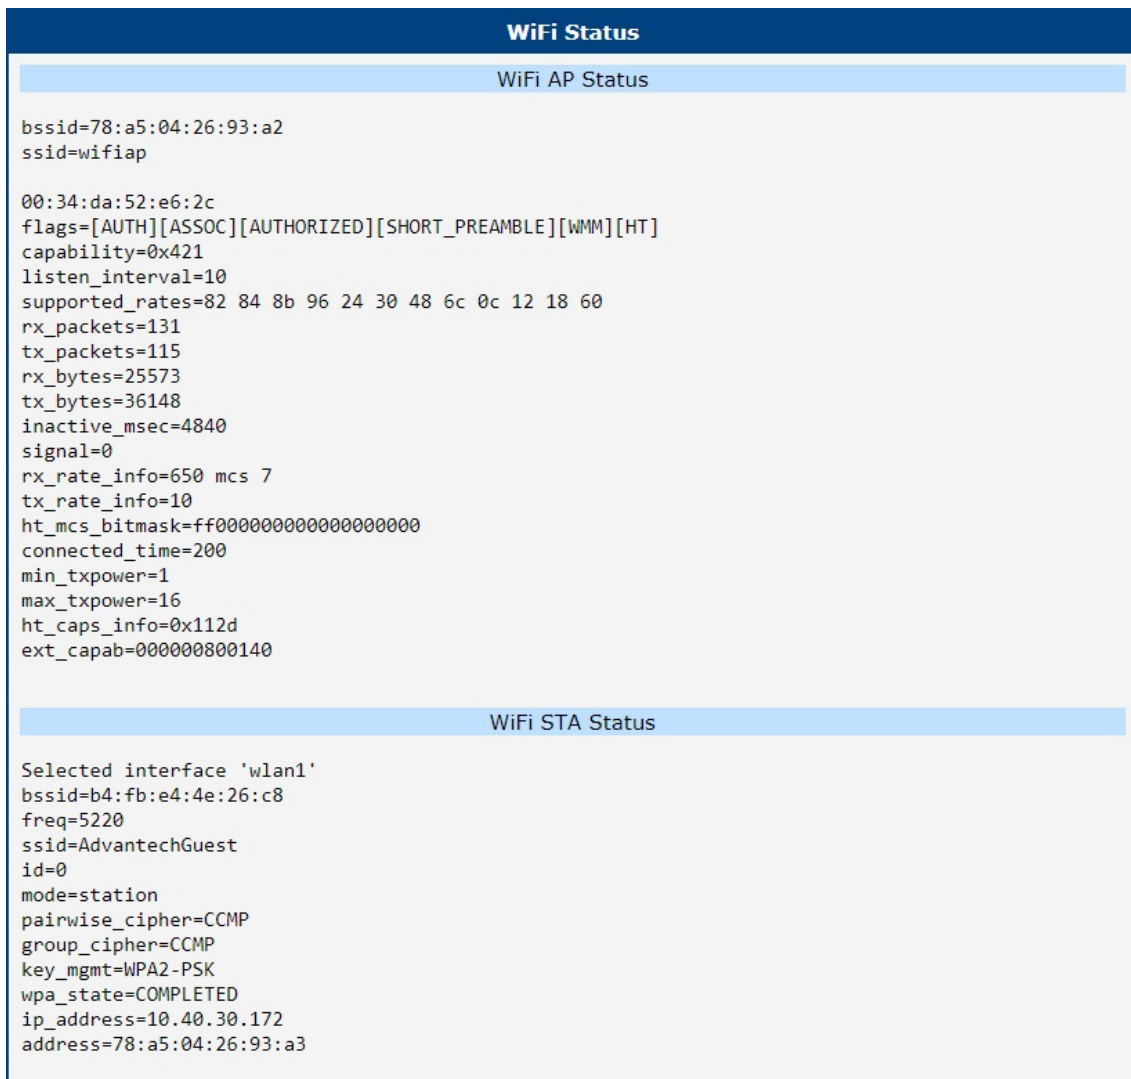 WiFi Status
WiFi AP Status
bssid=78:a5:04:26:93:a2
ssid=wifiap
00:34:da:52:e6:2c
flags=[AUTH][ASSOC][AUTHORIZED][SHORT_PREAMBLE][WMM][HT]
capability=0x421
listen_interval=10
supported_rates=82 84 8b 96 24 30 48 6c 0c 12 18 60
rx_packets=131
tx_packets=115
rx_bytes=25573
tx_bytes=36148
inactive_msec=4840
signal=0
rx_rate_info=650 mcs 7
tx_rate_info=10
ht_mcs_bitmask=ff000000000000000000
connected_time=200
min_txpower=1
max_txpower=16
ht_caps_info=0x112d
ext_capab=000000800140
WiFi STA Status
Selected interface 'wlan1'
bssid=b4:fb:e4:4e:26:c8
freq=5220
ssid=AdvantechGuest
id=0
mode=station
pairwise_cipher=CCMP
group_cipher=CCMP
key_mgmt=WPA2-PSK
wpa_state=COMPLETED
ip_address=10.40.30.172
address=78:a5:04:26:93:a3